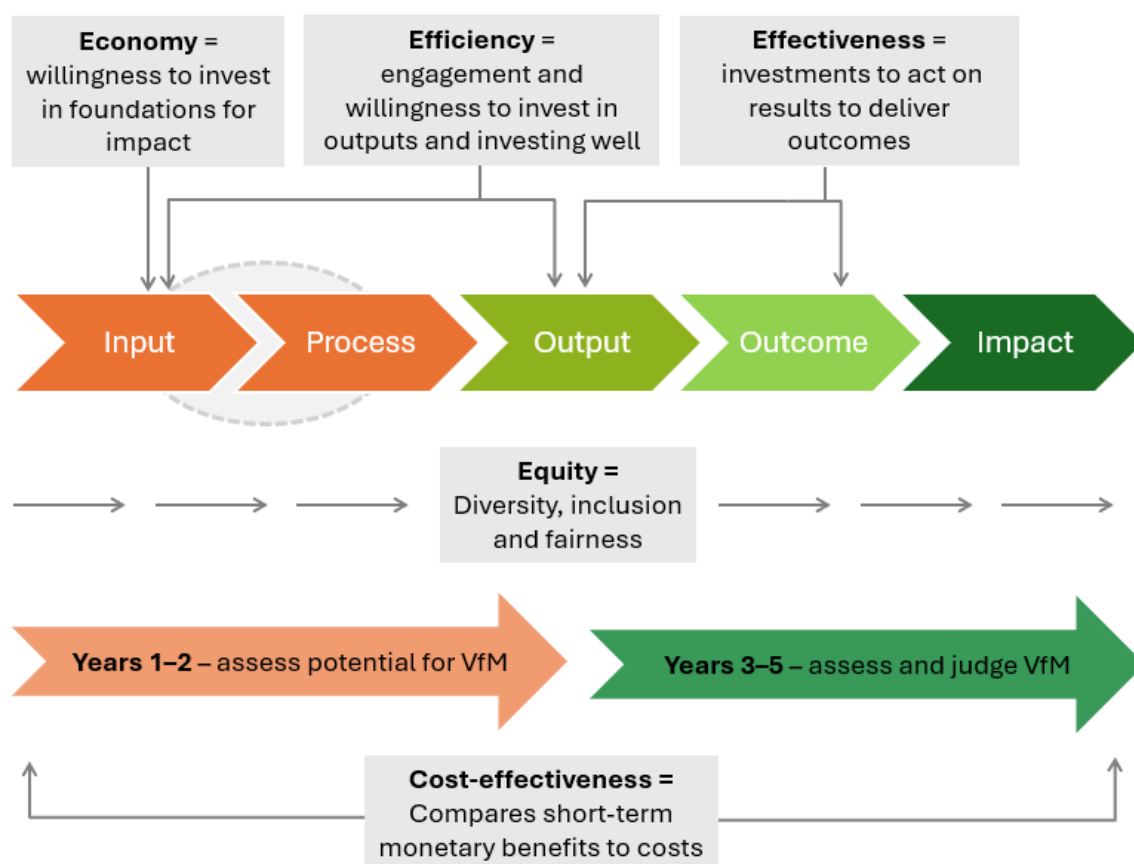 Economy =
willingness to invest
in foundations for
impact
Efficiency =
engagement and
willingness to invest in
outputs and investing well
Effectiveness =
investments to act on
results to deliver
outcomes
Input
Process
Output
Outcome
Impact
Equity =
Diversity, inclusion
and fairness
Years 1–2 – assess potential for VfM
Years 3–5 – assess and judge VfM
Cost-effectiveness =
Compares short-term
monetary benefits to costs